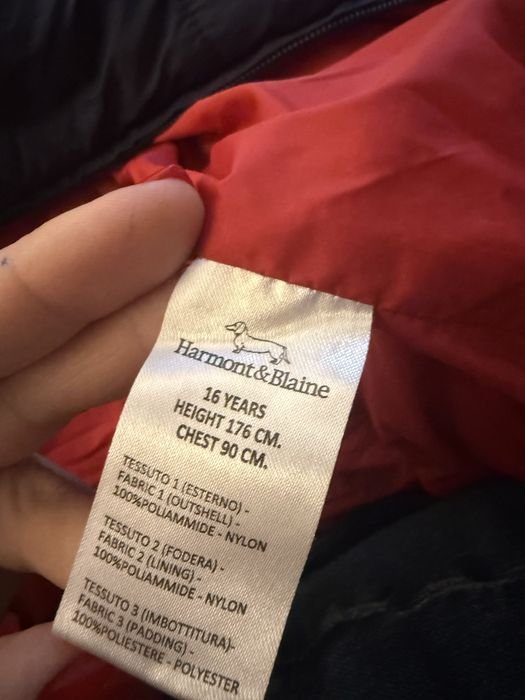 Harmont&Blaine
16 YEARS
HEIGHT 176 CM.
CHEST 90 CM.
TESSUTO 1 (ESTERNO) -
FABRIC 1 (OUTSHELL) -
100%POLIAMMIDE - NYLON
TESSUTO 2 (FODERA) -
FABRIC 2 (LINING) -
100%POLIAMMIDE - NYLON
TESSUTO 3 (IMBOTTITURA)-
FABRIC 3 (PADDING) -
100%POLIESTERE - POLYESTER